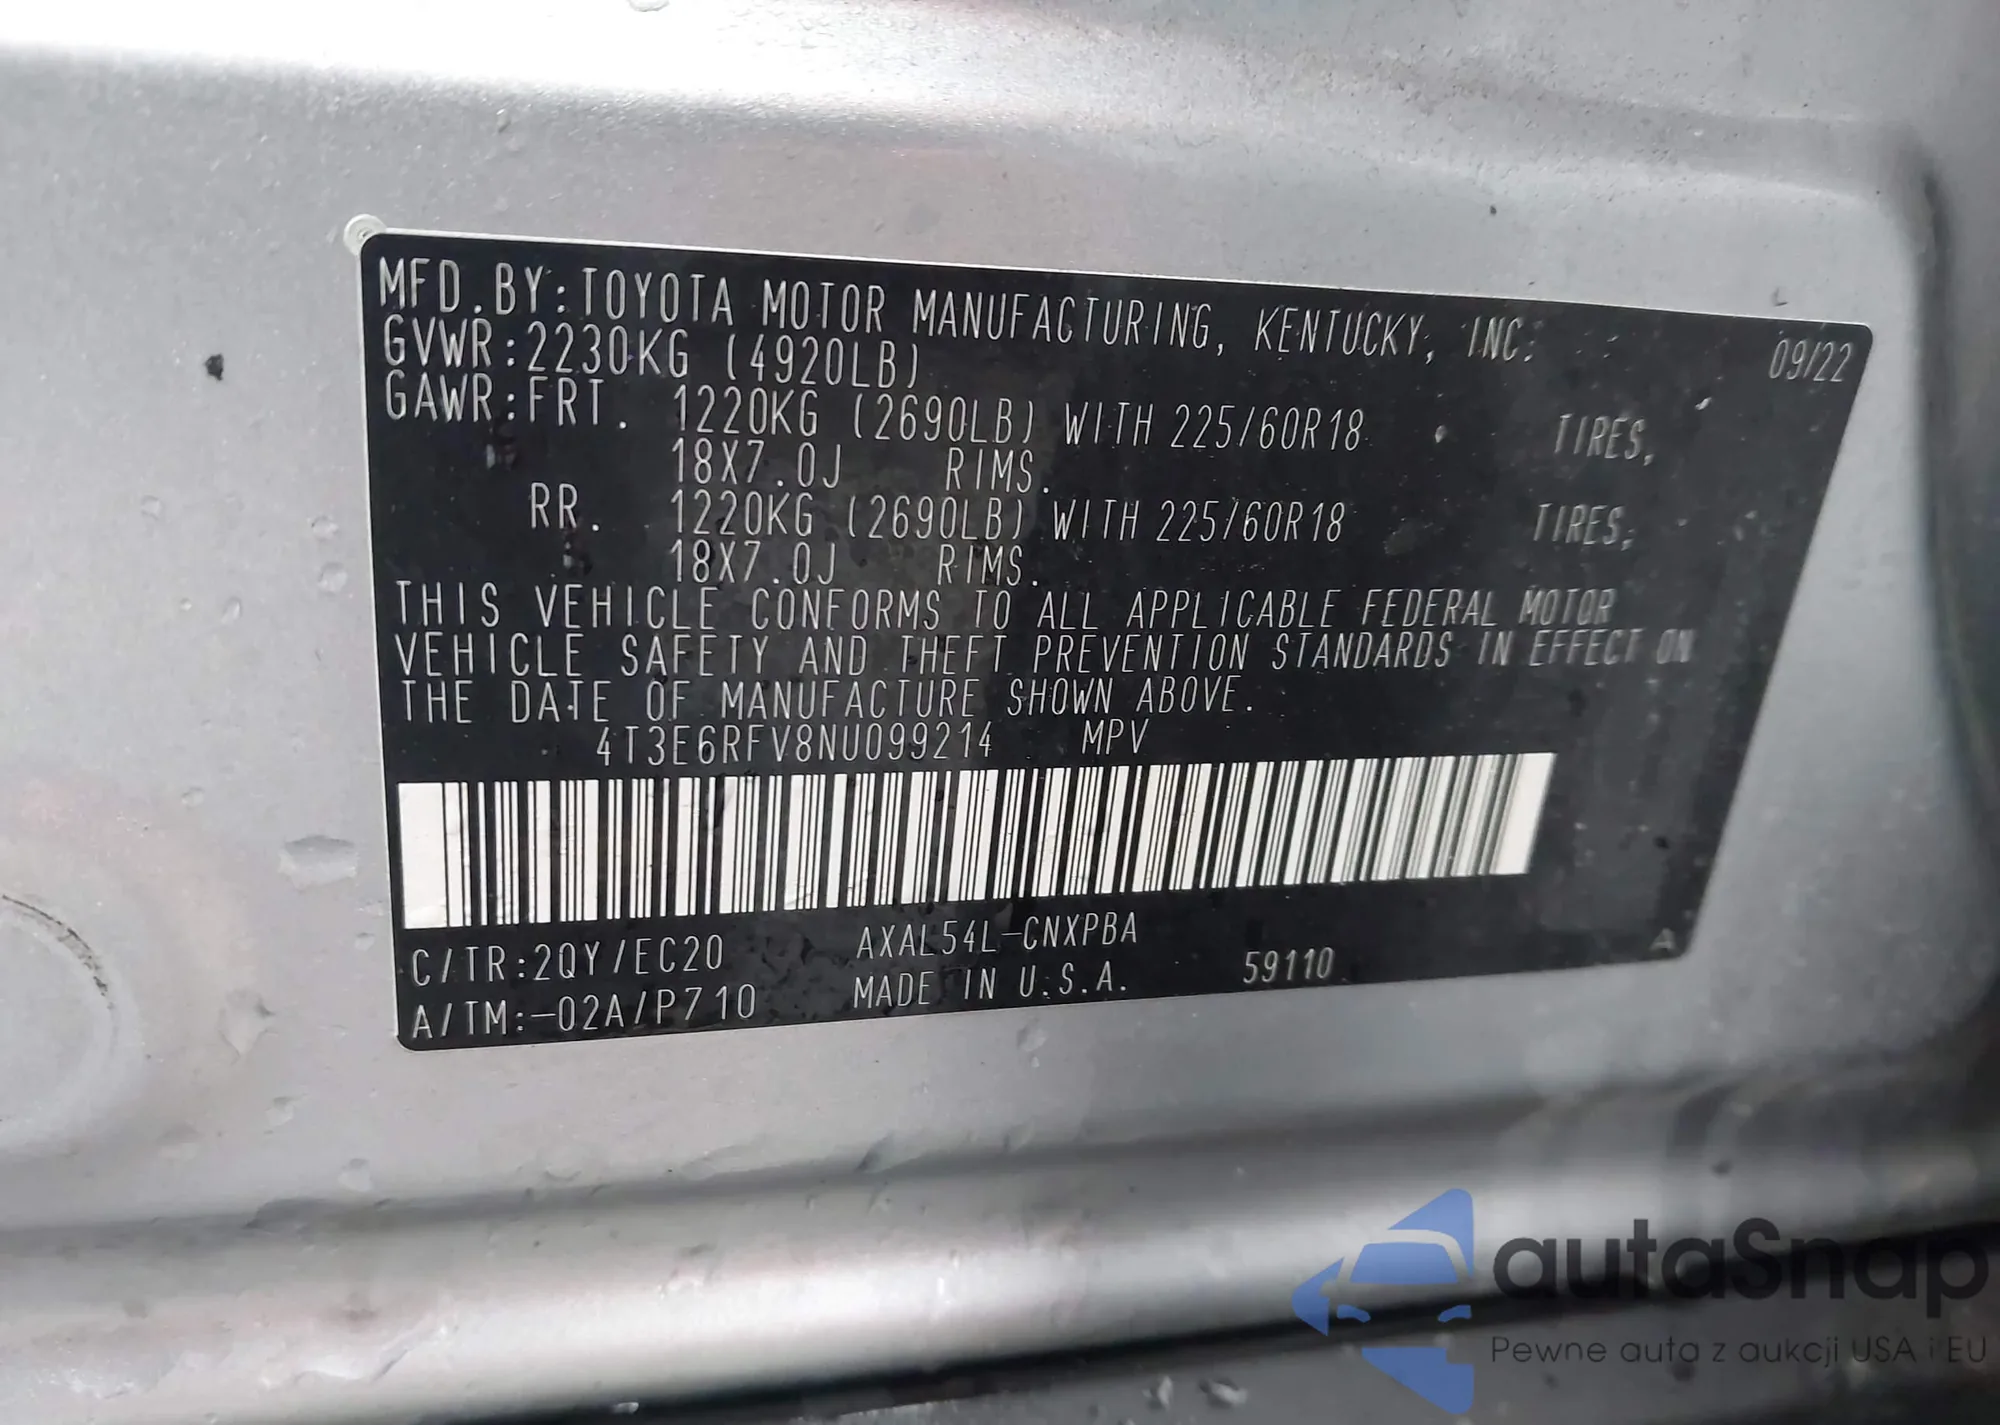 MFD.BY:TOYOTA MOTOR MANUFACTURING, KENTUCKY, INC. 09/22
GVWR:2230KG (4920LB)
GAWR:FRT. 1220KG (2690LB) WITH 225/60R18 TIRES,
18X7.0J RIMS.
RR. 1220KG (2690LB) WITH 225/60R18 TIRES,
18X7.0J RIMS.
THIS VEHICLE CONFORMS TO ALL APPLICABLE FEDERAL MOTOR
VEHICLE SAFETY AND THEFT PREVENTION STANDARDS IN EFFECT ON
THE DATE OF MANUFACTURE SHOWN ABOVE.
4T3E6RFV8NU099214 MPV
C/TR:2QY/EC20 AXAL54L-CNXPBA A
A/TM:-02A/P710 MADE IN U.S.A. 59110
autaSnap
Pewne auta z aukcji USA i EU